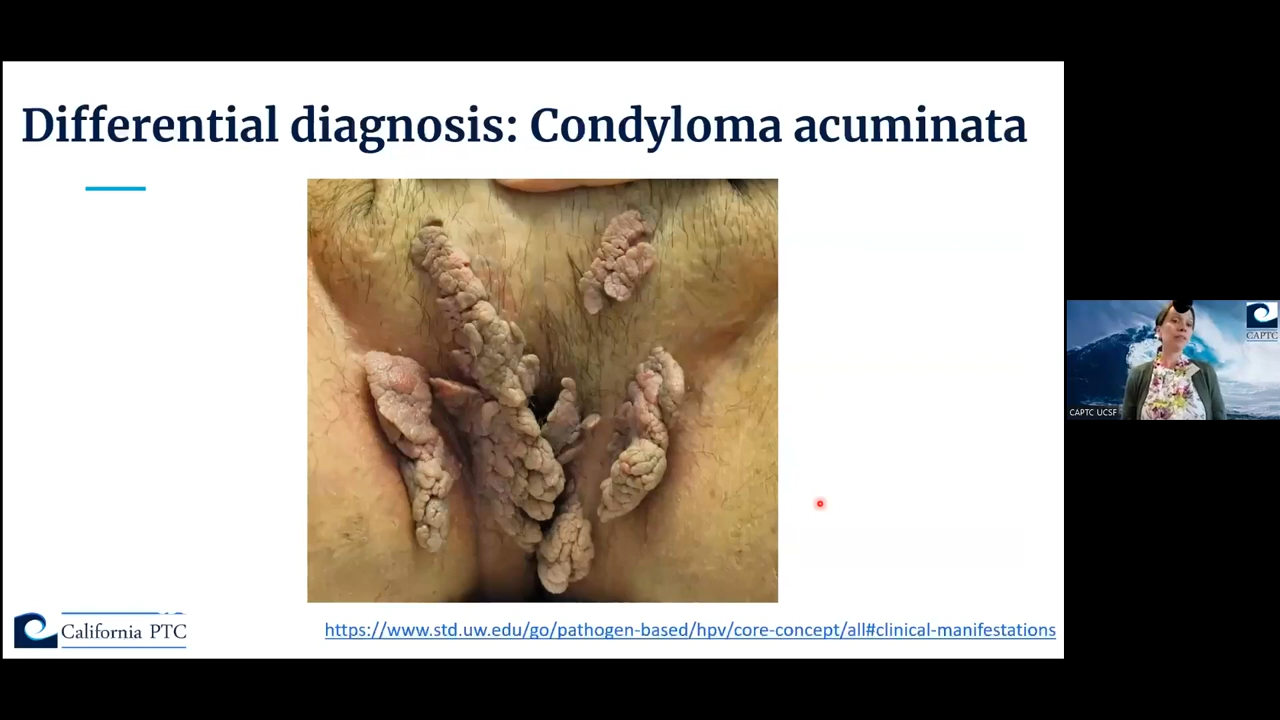 Differential diagnosis: Condyloma acuminata
CAPTC
CAPTC UCSF
California PTC
https://www.std.uw.edu/go/pathogen-based/hpv/core-concept/all#clinical-manifestations